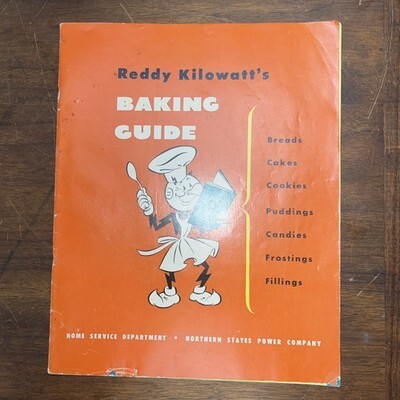 Reddy Kilowatt's
BAKING
GUIDE
Breads
Cakes
Cookies
Puddings
Candies
Frostings
Fillings
HOME SERVICE DEPARTMENT • NORTHERN STATES POWER COMPANY